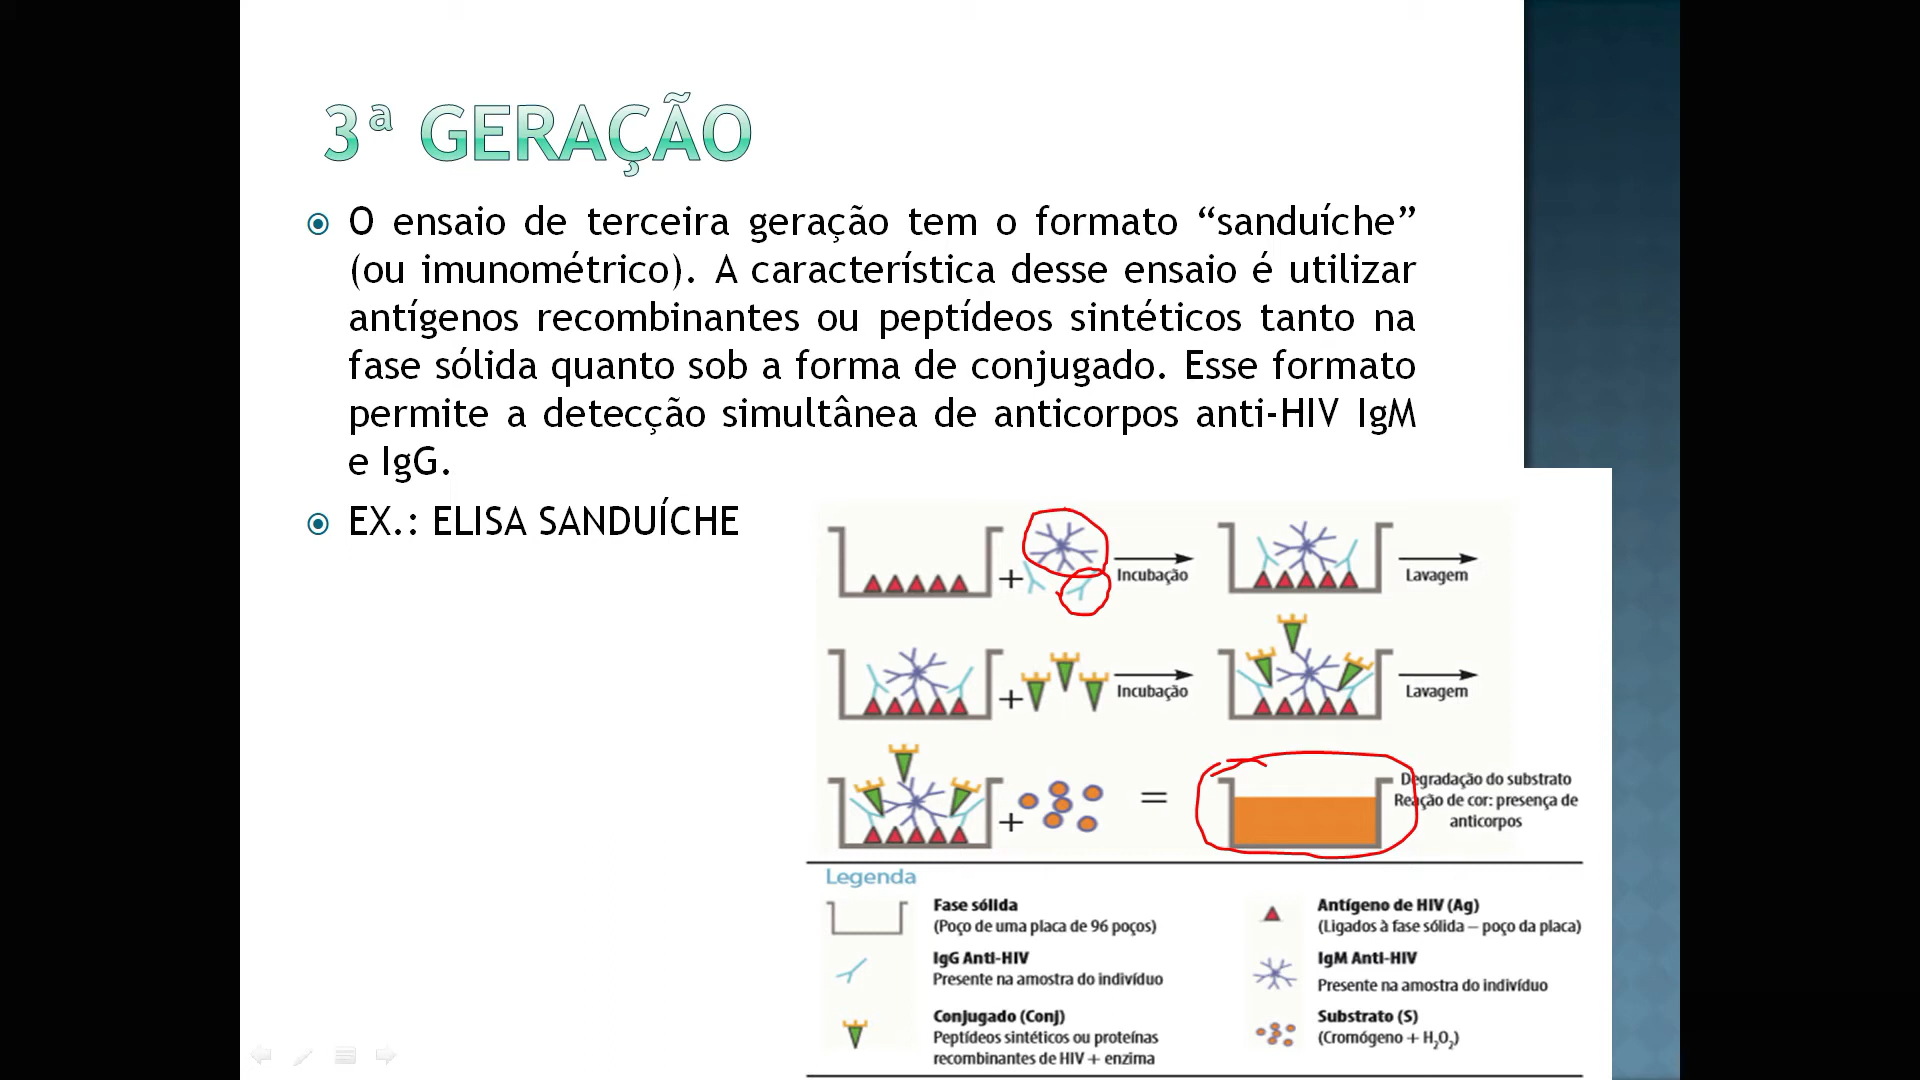 3ª GERAÇÃO
O ensaio de terceira geração tem o formato “sanduíche”
(ou imunométrico). A característica desse ensaio é utilizar
antígenos recombinantes ou peptídeos sintéticos tanto na
fase sólida quanto sob a forma de conjugado. Esse formato
permite a detecção simultânea de anticorpos anti-HIV IgM
e IgG.
EX.: ELISA SANDUÍCHE
+
Incubação
Lavagem
+
Incubação
Lavagem
+
=
Degradação do substrato
Reação de cor: presença de
anticorpos
Legenda
Fase sólida
(Poço de uma placa de 96 poços)
Antígeno de HIV (Ag)
(Ligados à fase sólida – poço da placa)
IgG Anti-HIV
Presente na amostra do indivíduo
IgM Anti-HIV
Presente na amostra do indivíduo
Conjugado (Conj)
Peptídeos sintéticos ou proteínas
recombinantes de HIV + enzima
Substrato (S)
(Cromógeno + H₂O₂)